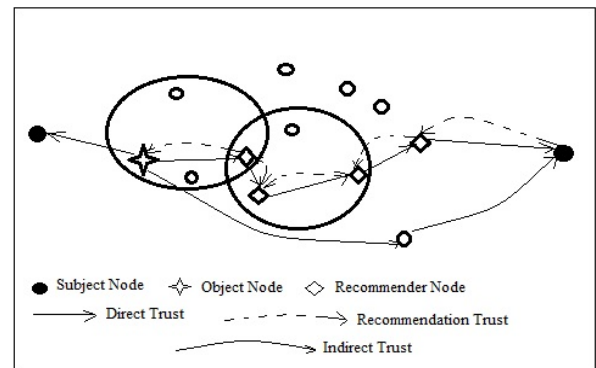 Subject Node Object Node Recommender Node
Direct Trust Recommendation Trust
Indirect Trust